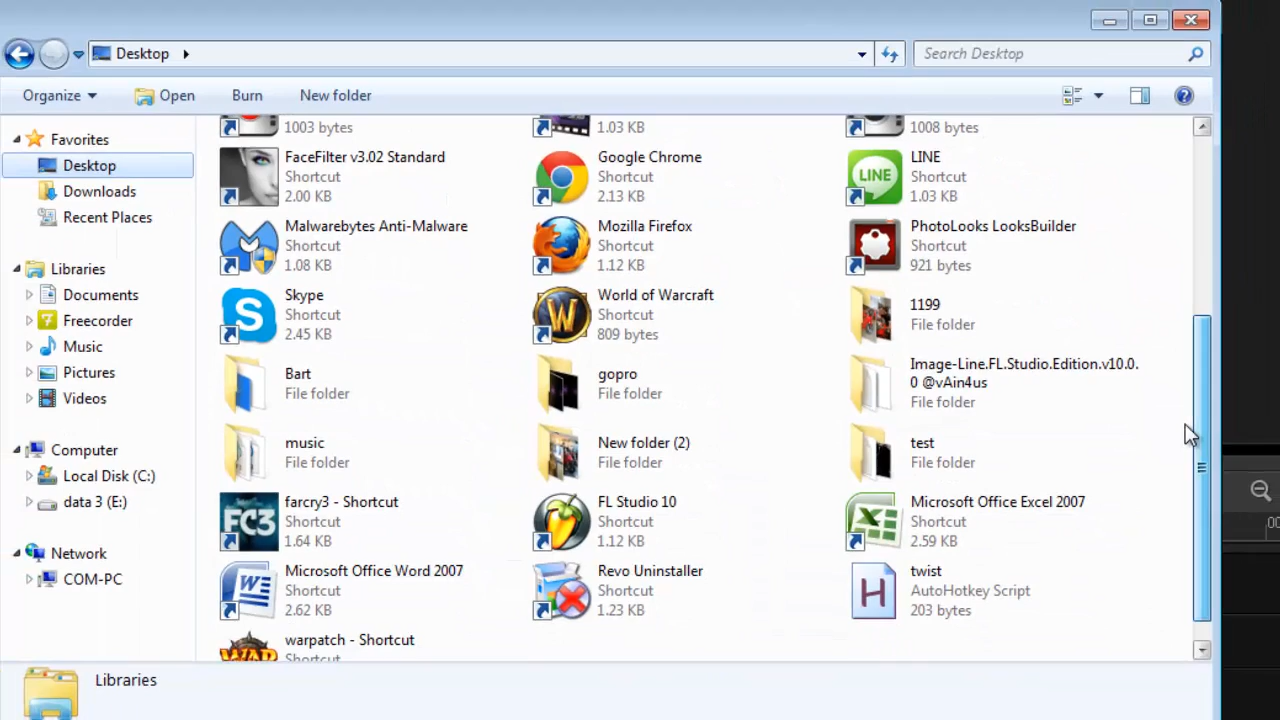 Desktop
Search Desktop
Organize
Open
Burn
New folder
Favorites
Desktop
Downloads
Recent Places
Libraries
Documents
Freecorder
Music
Pictures
Videos
Computer
Local Disk (C:)
data 3 (E:)
Network
COM-PC
1003 bytes
1.03 KB
1008 bytes
FaceFilter v3.02 Standard
Shortcut
2.00 KB
Google Chrome
Shortcut
2.13 KB
LINE
LINE
Shortcut
1.03 KB
Malwarebytes Anti-Malware
Shortcut
1.08 KB
Mozilla Firefox
Shortcut
1.12 KB
PhotoLooks LooksBuilder
Shortcut
921 bytes
Skype
Shortcut
2.45 KB
World of Warcraft
Shortcut
809 bytes
1199
File folder
Bart
File folder
gopro
File folder
Image-Line.FL.Studio.Edition.v10.0.
0 @vAin4us
File folder
music
File folder
New folder (2)
File folder
test
File folder
FC3
farcry3 - Shortcut
Shortcut
1.64 KB
FL Studio 10
Shortcut
1.12 KB
Microsoft Office Excel 2007
Shortcut
2.59 KB
Microsoft Office Word 2007
Shortcut
2.62 KB
Revo Uninstaller
Shortcut
1.23 KB
H
twist
AutoHotkey Script
203 bytes
WAR
warpatch - Shortcut
Shortcut
Libraries